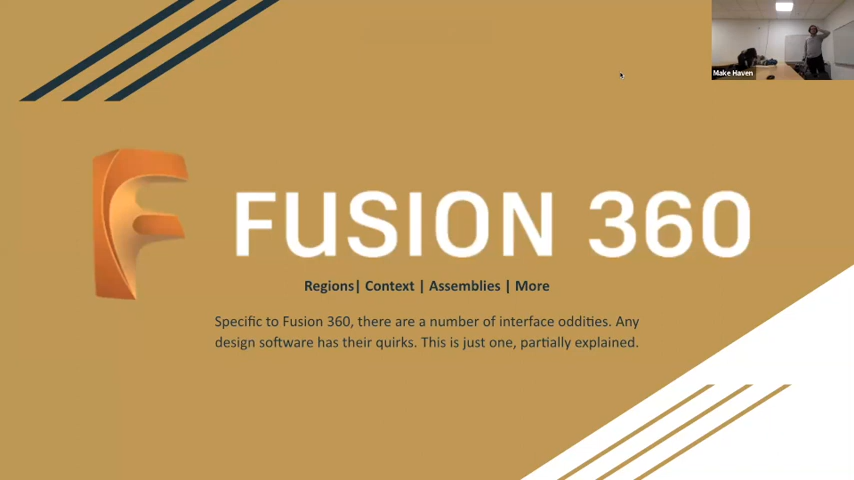 Make Haven
FUSION 360
Regions| Context | Assemblies | More
Specific to Fusion 360, there are a number of interface oddities. Any
design software has their quirks. This is just one, partially explained.